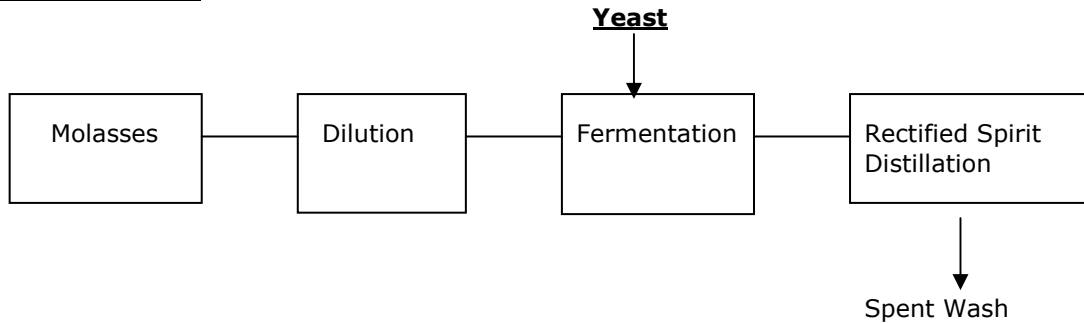 Yeast
Molasses
Dilution
Fermentation
Rectified Spirit
Distillation
Spent Wash